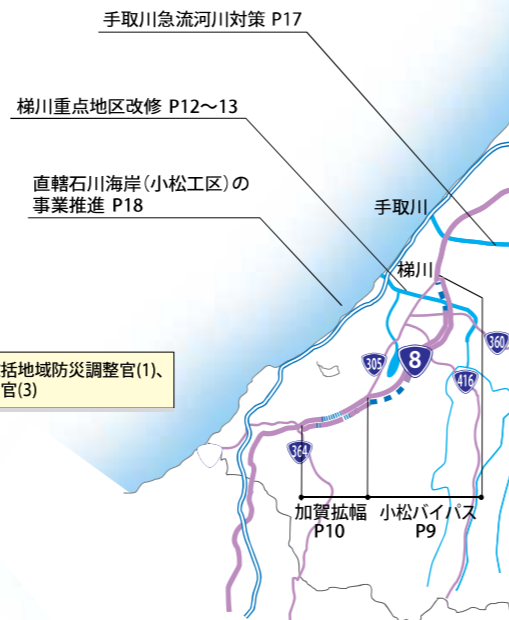 手取川急流河川対策 P17
梯川重点地区改修 P12～13
直轄石川海岸(小松工区)の
事業推進 P18
手取川
梯川
360
305
8
416
括地域防災調整官(1)、
官(3)
364
加賀拡幅
P10
小松バイパス
P9